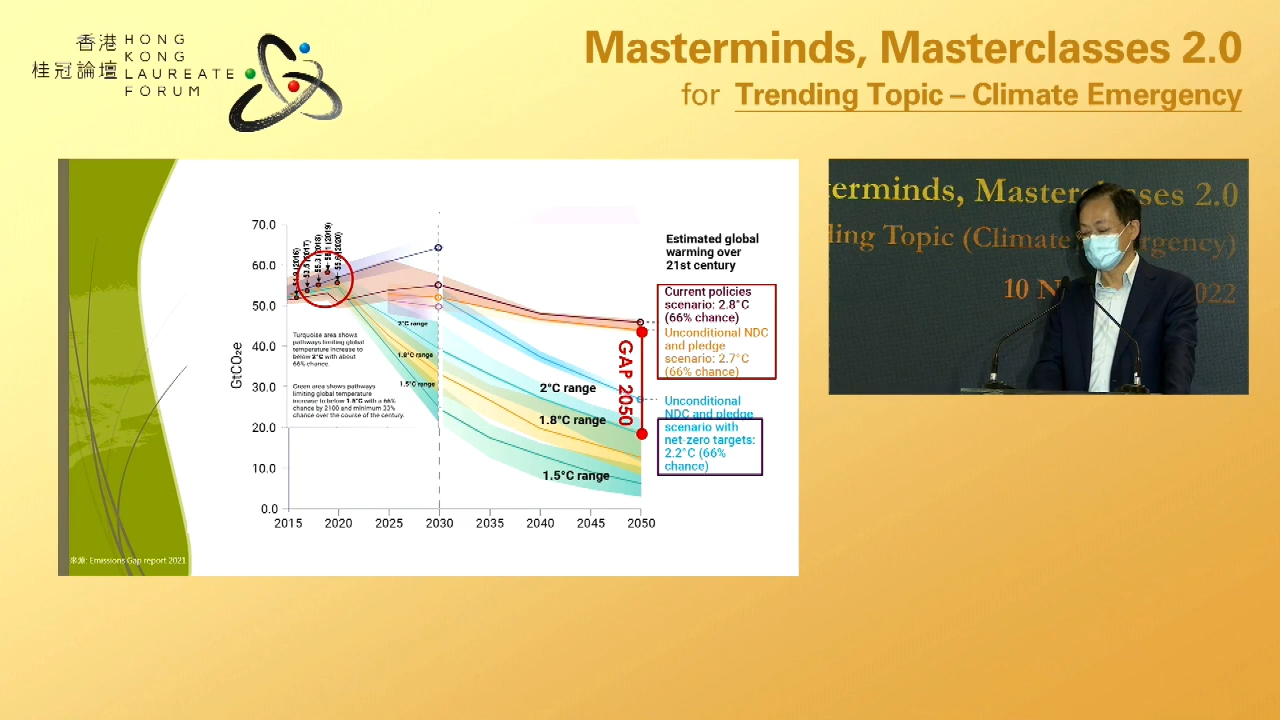 香港 HONG
KONG
桂冠論壇 LAUREATE
FORUM
Masterminds, Masterclasses 2.0
for Trending Topic – Climate Emergency
70.0
60.0
50.0
40.0
30.0
20.0
10.0
0.0
GtCO₂e
2015 2020 2025 2030 2035 2040 2045 2050
(2016)
(2017)
(2018)
(2019)
(2020)
Turquoise area shows
pathways limiting global
temperature increase to
below 2°C with about
66% chance.
Green area shows pathways
limiting global temperature
increase to below 1.5°C with a 66%
chance by 2100 and minimum 33%
chance over the course of the century.
2°C range
1.8°C range
1.5°C range
2°C range
1.8°C range
1.5°C range
GAP 2050
Estimated global
warming over
21st century
Current policies
scenario: 2.8°C
(66% chance)
Unconditional NDC
and pledge
scenario: 2.7°C
(66% chance)
Unconditional
NDC and pledge
scenario with
net-zero targets:
2.2°C (66%
chance)
來源: Emissions Gap report 2021
terminds, Masterclasses 2.0
ding Topic (Climate Emergency)
10 N 2022